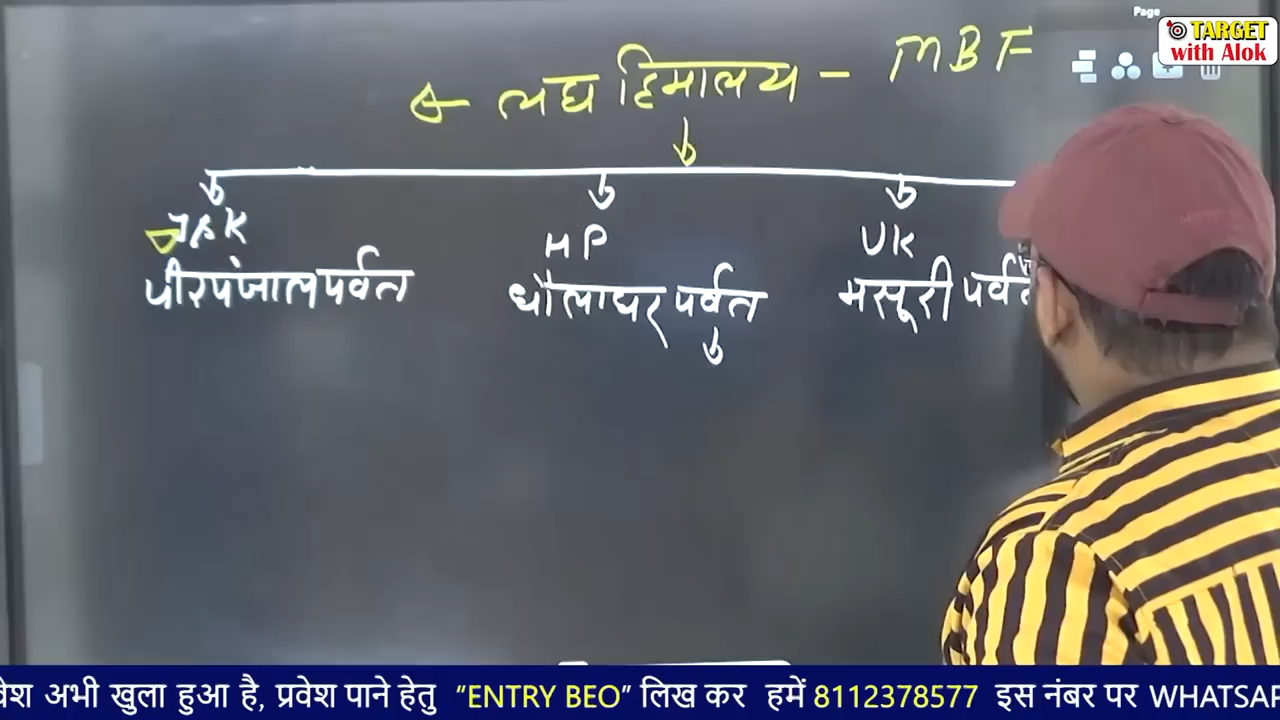 Page
TARGET
with Alok
लघु हिमालय - MBF
J&K
पीरपंजाल पर्वत
HP
धौलाधर पर्वत
UK
मसूरी पर्वत
वेश अभी खुला हुआ है, प्रवेश पाने हेतु “ENTRY BEO” लिख कर हमें 8112378577 इस नंबर पर WHATSAP